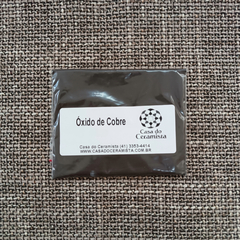 Óxido de Cobre
Casa do
Ceramista
Casa do Ceramista (41) 3353-4414
WWW.CASADOCERAMISTA.COM.BR